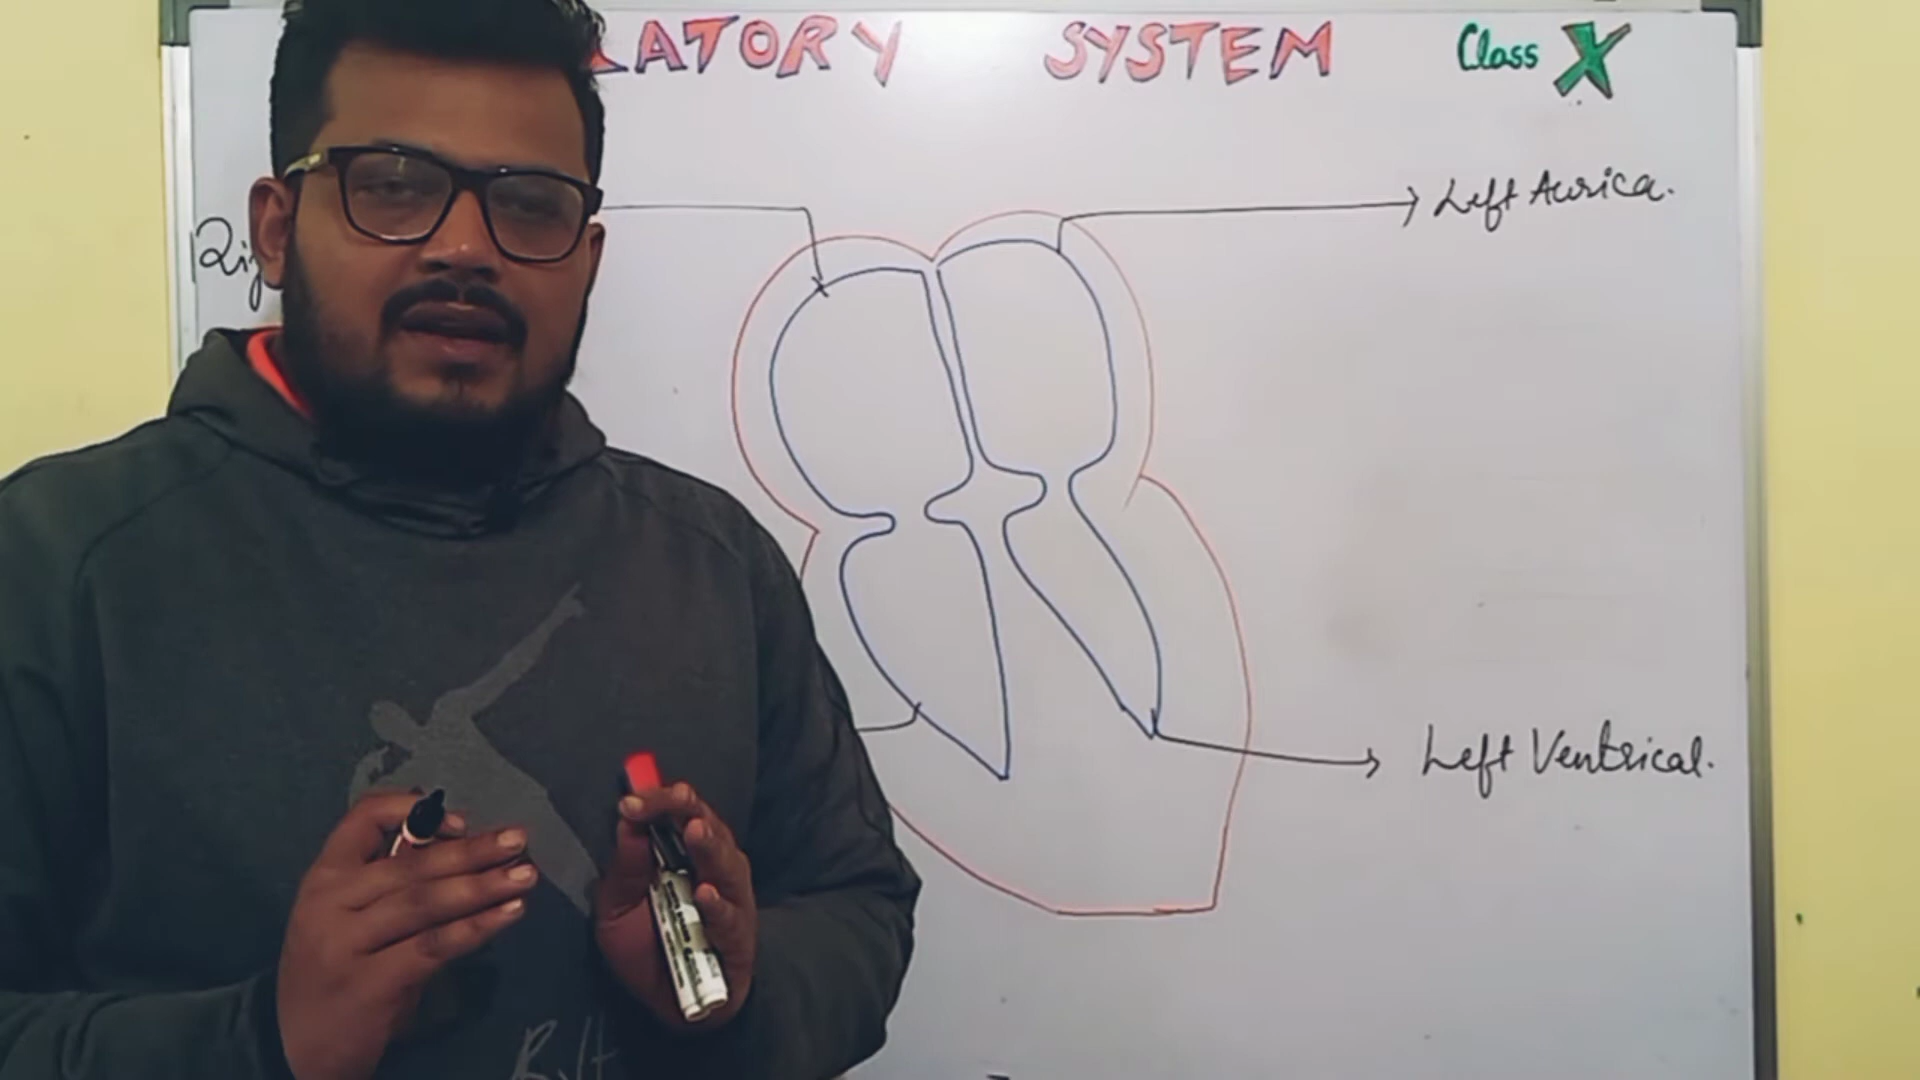 LATORY SYSTEM Class X
Left Aurica.
Left Ventrical.